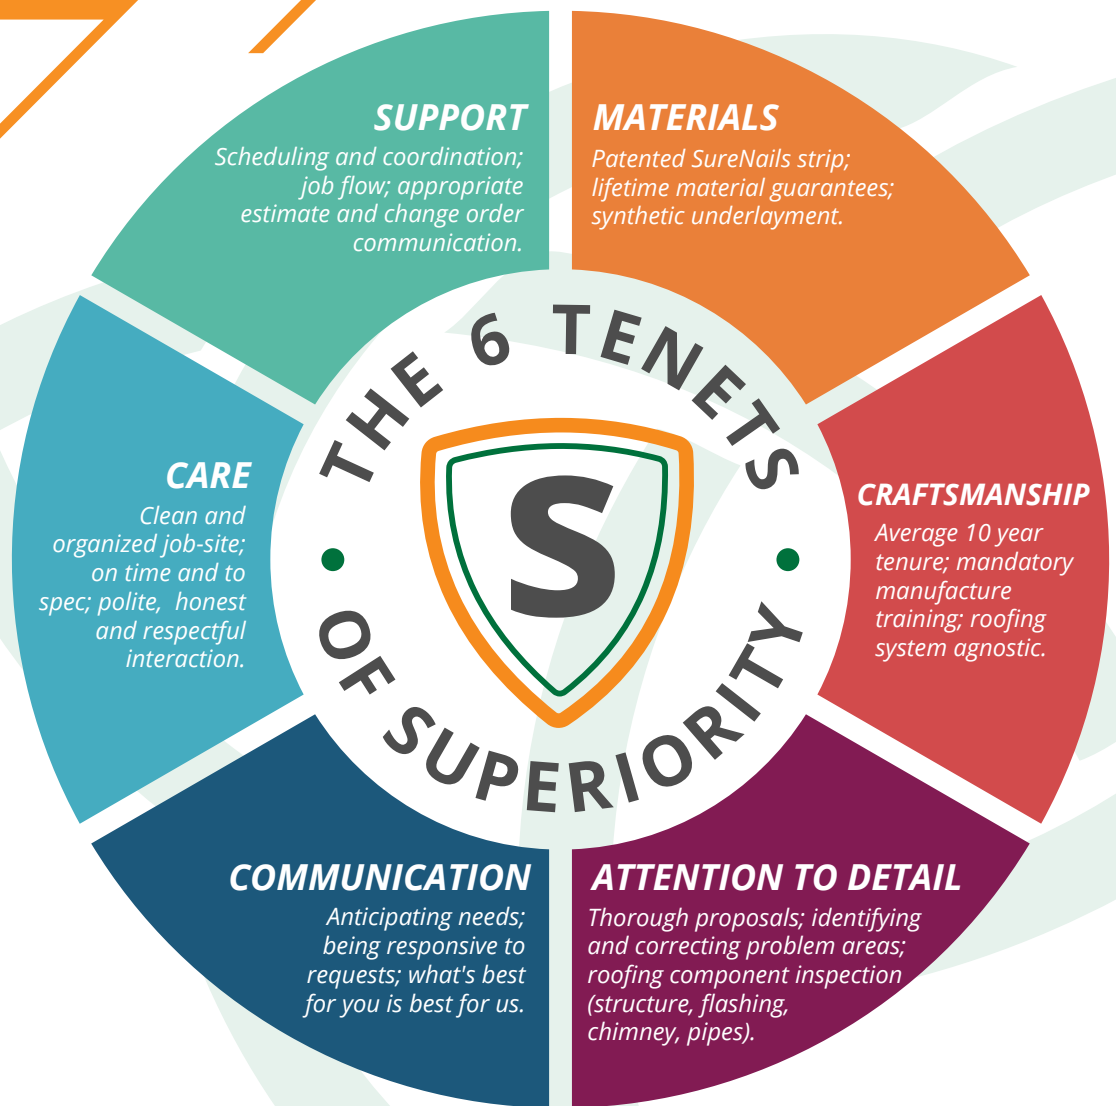 THE 6 TENETS
OF SUPERIORITY
S
SUPPORT
Scheduling and coordination;
job flow; appropriate
estimate and change order
communication.
MATERIALS
Patented SureNails strip;
lifetime material guarantees;
synthetic underlayment.
CRAFTSMANSHIP
Average 10 year
tenure; mandatory
manufacture
training; roofing
system agnostic.
ATTENTION TO DETAIL
Thorough proposals; identifying
and correcting problem areas;
roofing component inspection
(structure, flashing,
chimney, pipes).
COMMUNICATION
Anticipating needs;
being responsive to
requests; what's best
for you is best for us.
CARE
Clean and
organized job-site;
on time and to
spec; polite,  honest
and respectful
interaction.